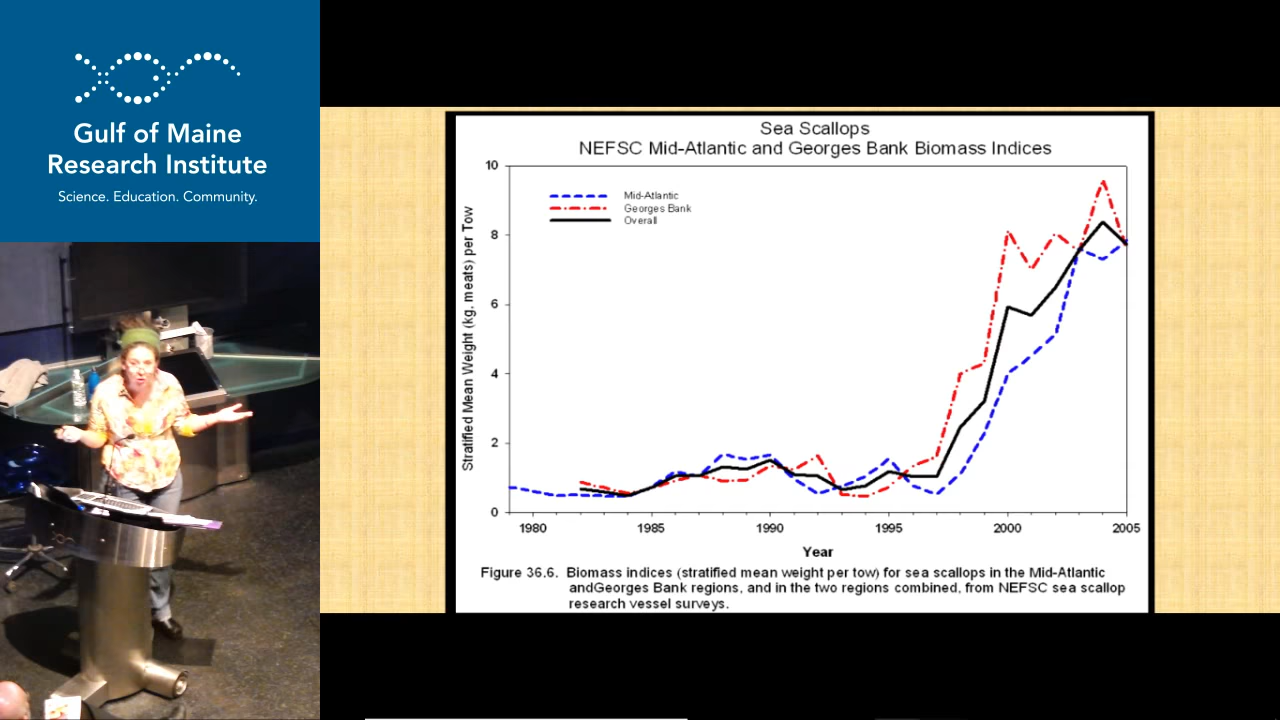 Gulf of Maine
Research Institute
Science. Education. Community.
Sea Scallops
NEFSC Mid-Atlantic and Georges Bank Biomass Indices
Stratified Mean Weight (kg. meats) per Tow
10
8
6
4
2
0
Mid-Atlantic
Georges Bank
Overall
1980 1985 1990 1995 2000 2005
Year
Figure 36.6. Biomass indices (stratified mean weight per tow) for sea scallops in the Mid-Atlantic
andGeorges Bank regions, and in the two regions combined, from NEFSC sea scallop
research vessel surveys.